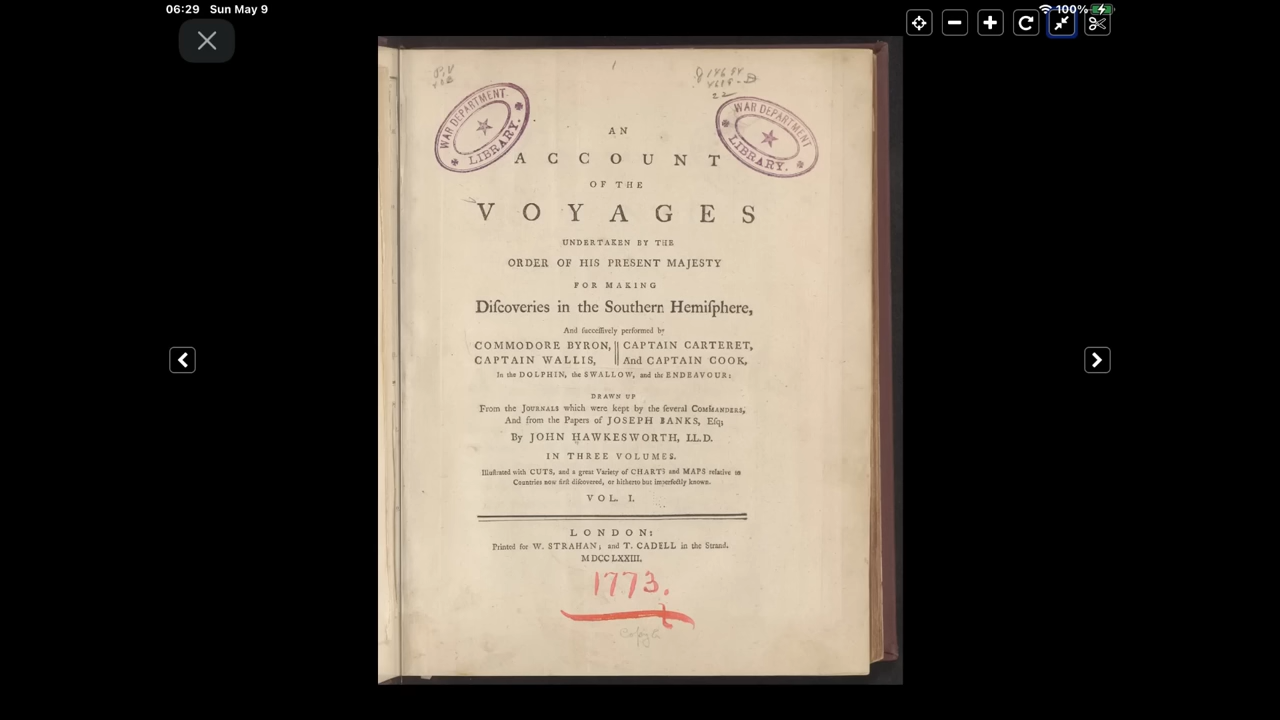 06:29 Sun May 9
100%
WAR DEPARTMENT
LIBRARY.
WAR DEPARTMENT
LIBRARY.
AN
ACCOUNT
OF THE
VOYAGES
UNDERTAKEN BY THE
ORDER OF HIS PRESENT MAJESTY
FOR MAKING
Diſcoveries in the Southern Hemiſphere,
And ſucceſſively performed by
COMMODORE BYRON, CAPTAIN CARTERET,
CAPTAIN WALLIS, And CAPTAIN COOK,
In the DOLPHIN, the SWALLOW, and the ENDEAVOUR:
DRAWN UP
From the JOURNALS which were kept by the ſeveral COMMANDERS,
And from the Papers of JOSEPH BANKS, Eſq;
By JOHN HAWKESWORTH, LL.D.
IN THREE VOLUMES.
Illuſtrated with CUTS, and a great Variety of CHARTS and MAPS relative to
Countries now firſt diſcovered, or hitherto but imperfectly known.
VOL. I.
LONDON:
Printed for W. STRAHAN; and T. CADELL in the Strand.
MDCCLXXIII.
1773.